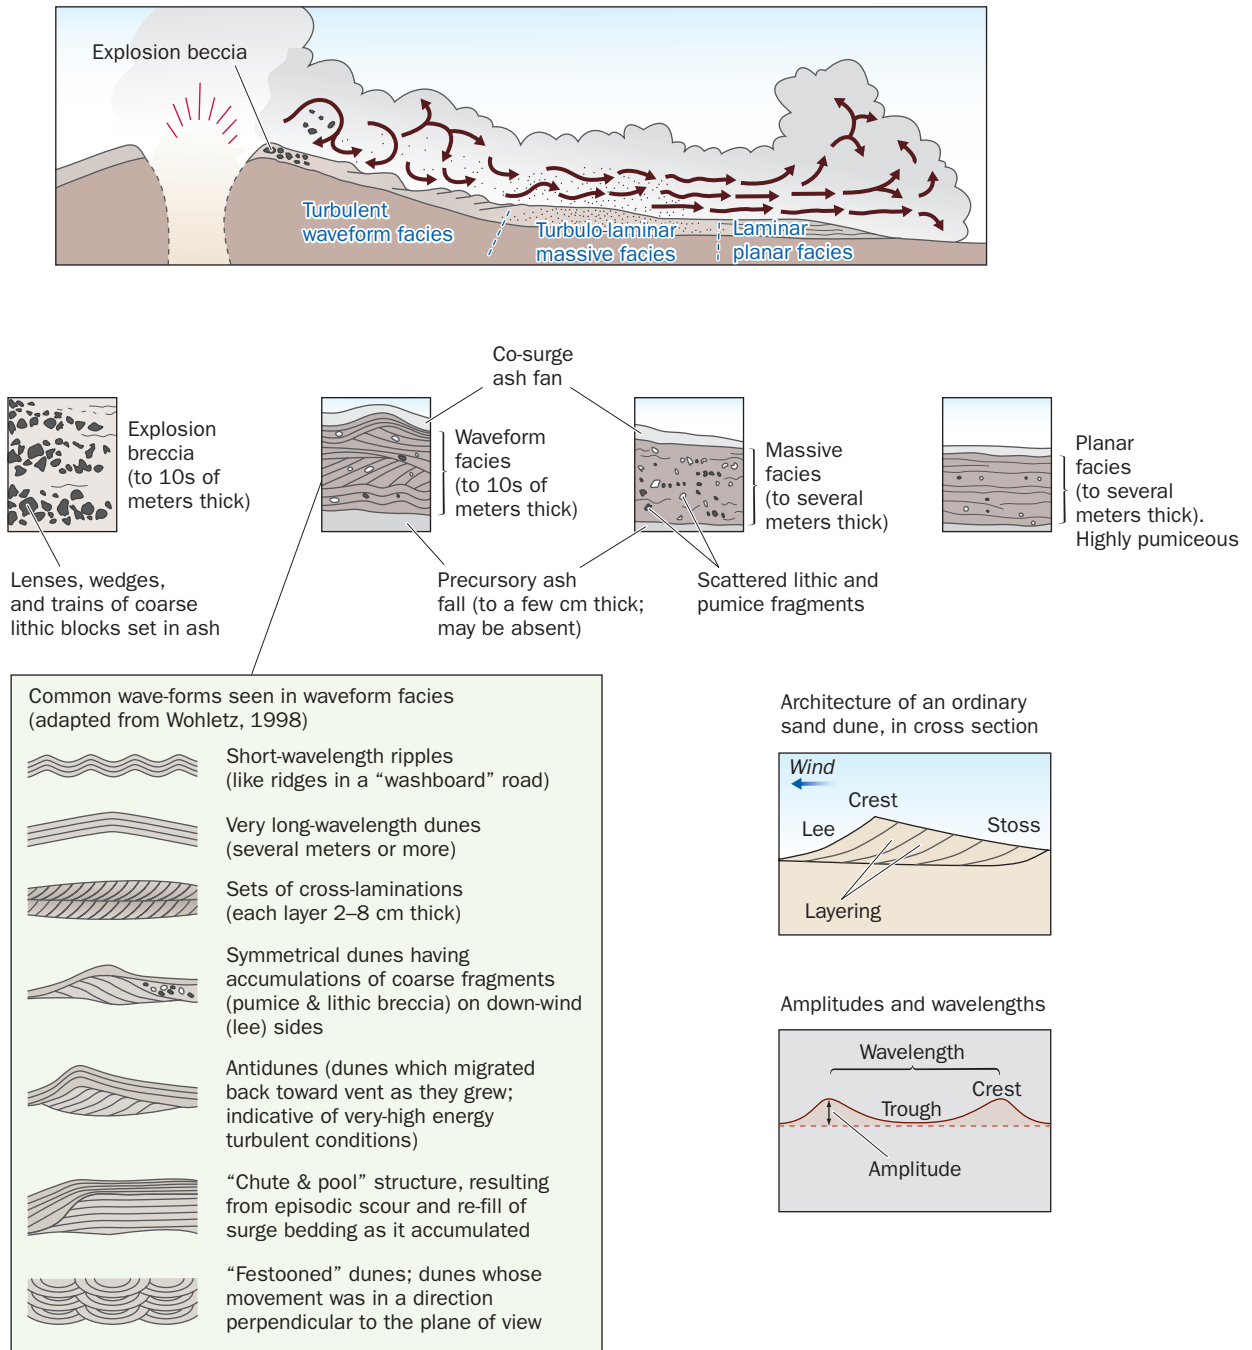 Explosion beccia
Turbulent
waveform facies
Turbulo-laminar
massive facies
Laminar
planar facies
Co-surge
ash fan
Explosion
breccia
(to 10s of
meters thick)
Waveform
facies
(to 10s of
meters thick)
Massive
facies
(to several
meters thick)
Planar
facies
(to several
meters thick).
Highly pumiceous
Lenses, wedges,
and trains of coarse
lithic blocks set in ash
Precursory ash
fall (to a few cm thick;
may be absent)
Scattered lithic and
pumice fragments
Common wave-forms seen in waveform facies
(adapted from Wohletz, 1998)
Short-wavelength ripples
(like ridges in a “washboard” road)
Very long-wavelength dunes
(several meters or more)
Sets of cross-laminations
(each layer 2–8 cm thick)
Symmetrical dunes having
accumulations of coarse fragments
(pumice & lithic breccia) on down-wind
(lee) sides
Antidunes (dunes which migrated
back toward vent as they grew;
indicative of very-high energy
turbulent conditions)
“Chute & pool” structure, resulting
from episodic scour and re-fill of
surge bedding as it accumulated
“Festooned” dunes; dunes whose
movement was in a direction
perpendicular to the plane of view
Architecture of an ordinary
sand dune, in cross section
Wind
Crest
Lee
Stoss
Layering
Amplitudes and wavelengths
Wavelength
Crest
Trough
Amplitude